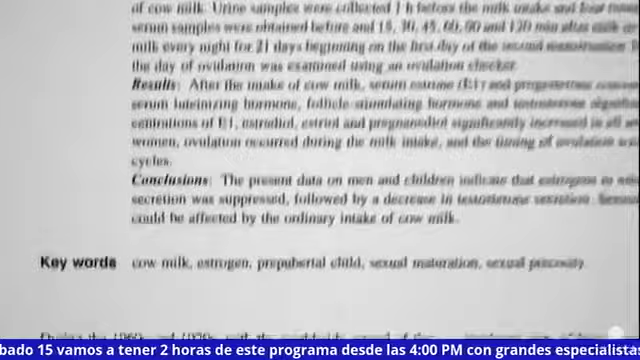 of cow milk. Urine samples were collected 1 h before the milk intake and four
serum samples were obtained before and 15, 30, 45, 60, 90 and 120 min after milk
milk every night for 21 days beginning on the first day of the second menstruation
the day of ovulation was examined using an ovulation checker.
Results: After the intake of cow milk, serum estrone (E1) and progesterone
serum luteinizing hormone, follicle-stimulating hormone and testosterone
centrations of E1, estradiol, estriol and pregnanediol significantly increased in all
women, ovulation occurred during the milk intake, and the timing of ovulation
cycles.
Conclusions: The present data on men and children indicate that estrogens
secretion was suppressed, followed by a decrease in testosterone secretion.
could be affected by the ordinary intake of cow milk.
Key words cow milk, estrogen, prepubertal child, sexual maturation, sexual precocity.
bado 15 vamos a tener 2 horas de este programa desde las 4:00 PM con grandes especialistas